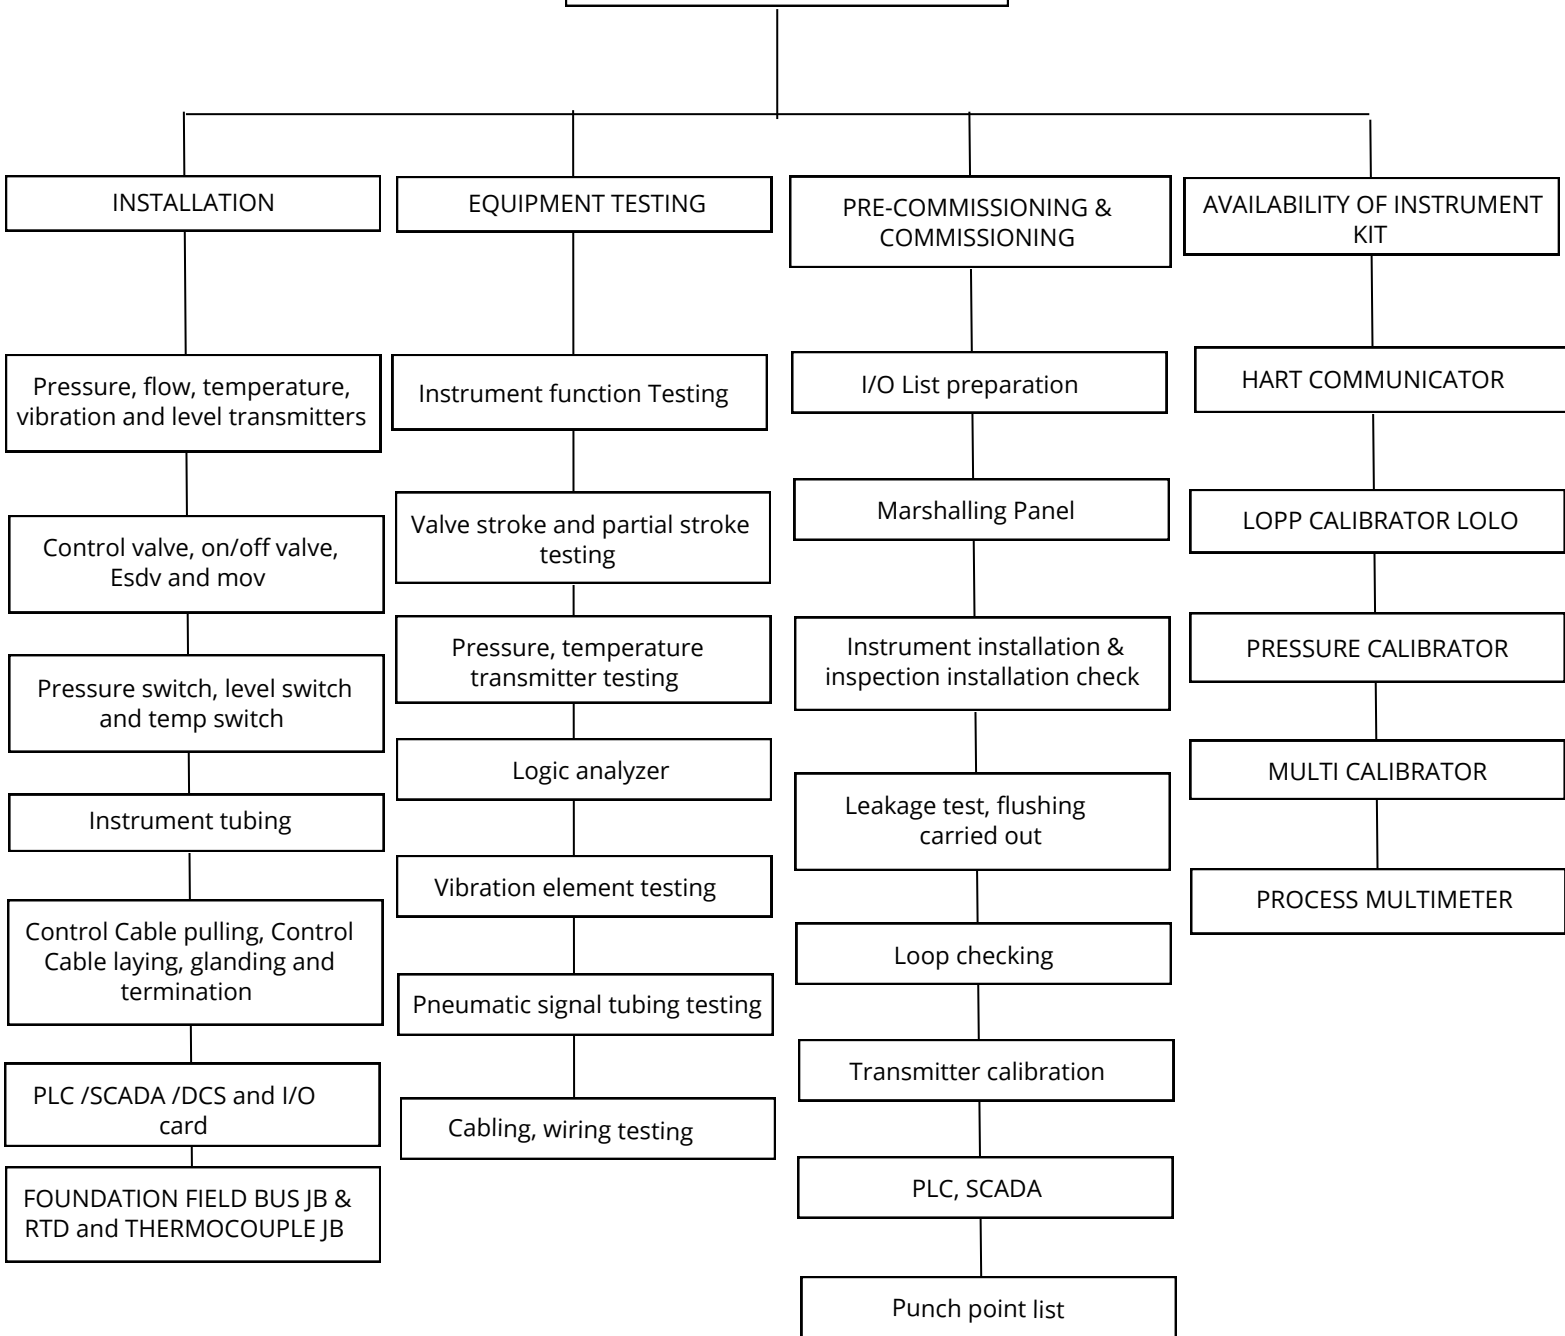 INSTALLATION
Pressure, flow, temperature,
vibration and level transmitters
Control valve, on/off valve,
Esdv and mov
Pressure switch, level switch
and temp switch
Instrument tubing
Control Cable pulling, Control
Cable laying, glanding and
termination
PLC /SCADA /DCS and I/O
card
FOUNDATION FIELD BUS JB &
RTD and THERMOCOUPLE JB
EQUIPMENT TESTING
Instrument function Testing
Valve stroke and partial stroke
testing
Pressure, temperature
transmitter testing
Logic analyzer
Vibration element testing
Pneumatic signal tubing testing
Cabling, wiring testing
PRE-COMMISSIONING &
COMMISSIONING
I/O List preparation
Marshalling Panel
Instrument installation &
inspection installation check
Leakage test, flushing
carried out
Loop checking
Transmitter calibration
PLC, SCADA
Punch point list
AVAILABILITY OF INSTRUMENT
KIT
HART COMMUNICATOR
LOPP CALIBRATOR LOLO
PRESSURE CALIBRATOR
MULTI CALIBRATOR
PROCESS MULTIMETER